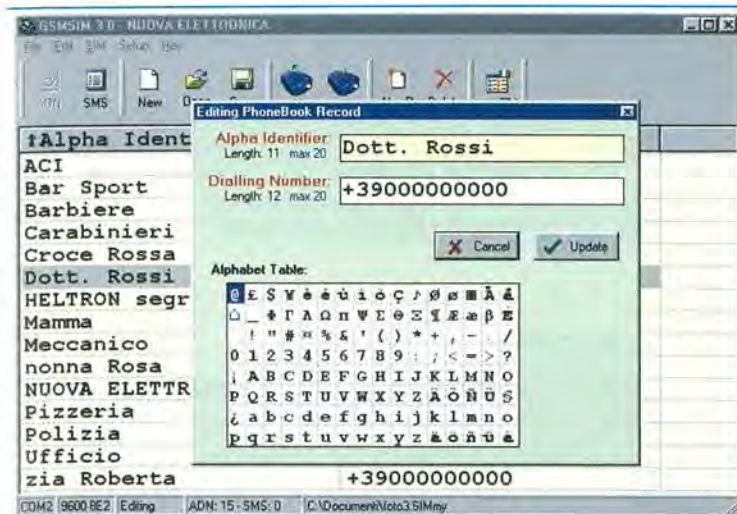 GSMSIM 3.0 - NUOVA ELETTRONICA
File Edit SIM Setup
ADN SMS New
Editing PhoneBook Record
↑Alpha Ident
ACI
Bar Sport
Barbiere
Carabinieri
Croce Rossa
Dott. Rossi
HELTRON segr
Mamma
Meccanico
nonna Rosa
NUOVA ELETTR
Pizzeria
Polizia
Ufficio
zia Roberta +39000000000
Alpha Identifier:
Length: 11 max 20
Dott. Rossi
Dialling Number:
Length: 12 max 20
+39000000000
Cancel Update
Alphabet Table:
@ £ $ ¥ è é ù ì ò Ç
! " # ¤ % & ' ( ) * + , - . /
0 1 2 3 4 5 6 7 8 9 : ; < = > ?
¡ A B C D E F G H I J K L M N O
P Q R S T U V W X Y Z Ä Ö Ñ Ü §
¿ a b c d e f g h i j k l m n o
p q r s t u v w x y z ä ö ñ ü à
COM2 9600 8E2 Editing ADN: 15 - SMS: 0